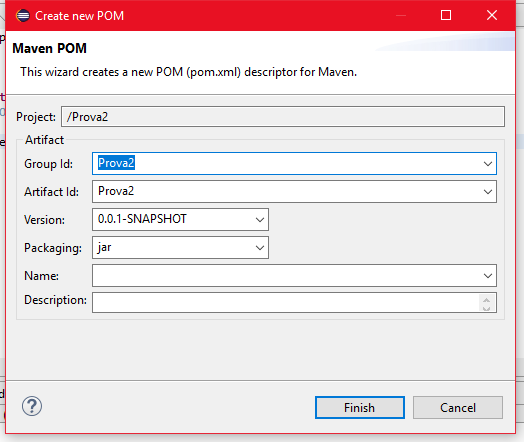 Create new POM
Maven POM
This wizard creates a new POM (pom.xml) descriptor for Maven.
Project: /Prova2
Artifact
Group Id: Prova2
Artifact Id: Prova2
Version: 0.0.1-SNAPSHOT
Packaging: jar
Name:
Description:
? Finish Cancel